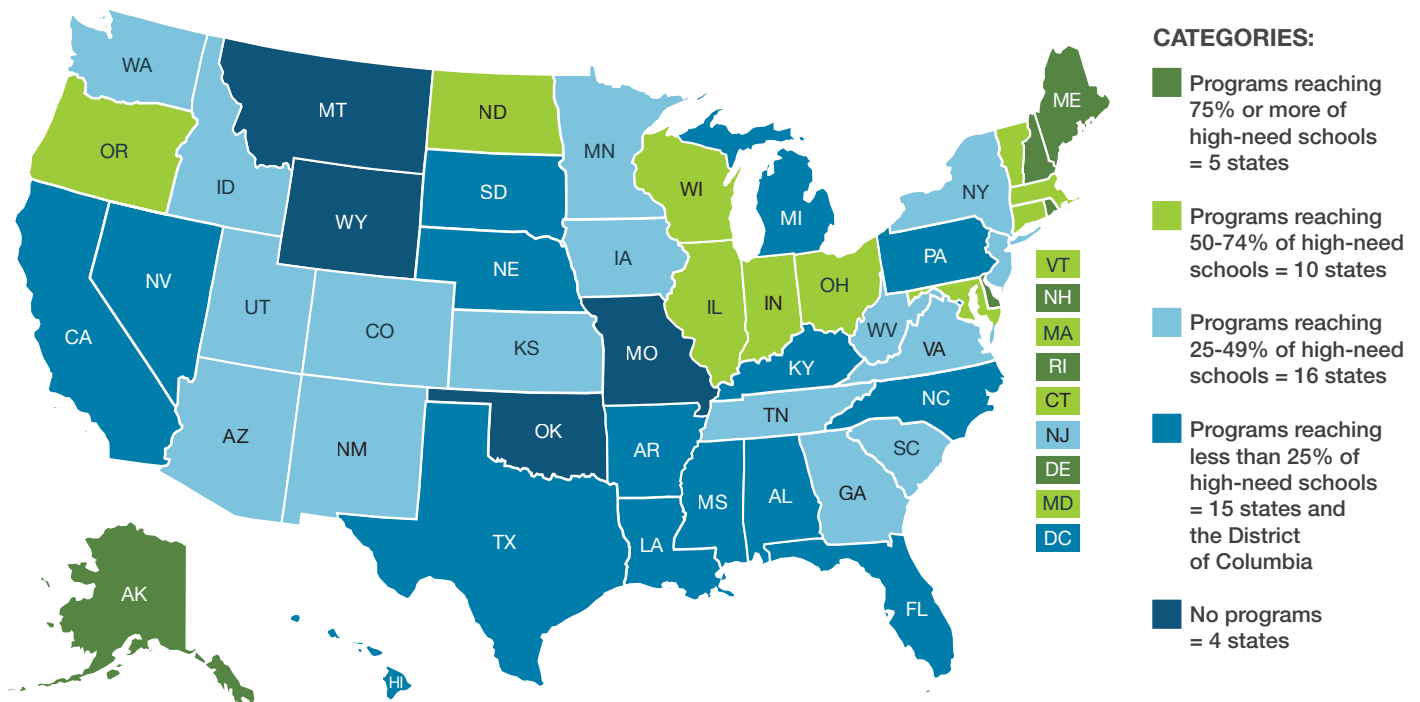 WA
MT
ND
MN
ME
OR
ID
SD
WI
NY
WY
MI
NV
NE
IA
PA
VT
UT
CO
IL
IN
OH
NH
CA
KS
MO
WV
VA
MA
KY
RI
NC
CT
AZ
NM
OK
TN
NJ
AR
SC
DE
MS
AL
GA
MD
TX
LA
DC
AK
FL
HI
CATEGORIES:
Programs reaching
75% or more of
high-need schools
= 5 states
Programs reaching
50-74% of high-need
schools = 10 states
Programs reaching
25-49% of high-need
schools = 16 states
Programs reaching
less than 25% of
high-need schools
= 15 states and
the District
of Columbia
No programs
= 4 states